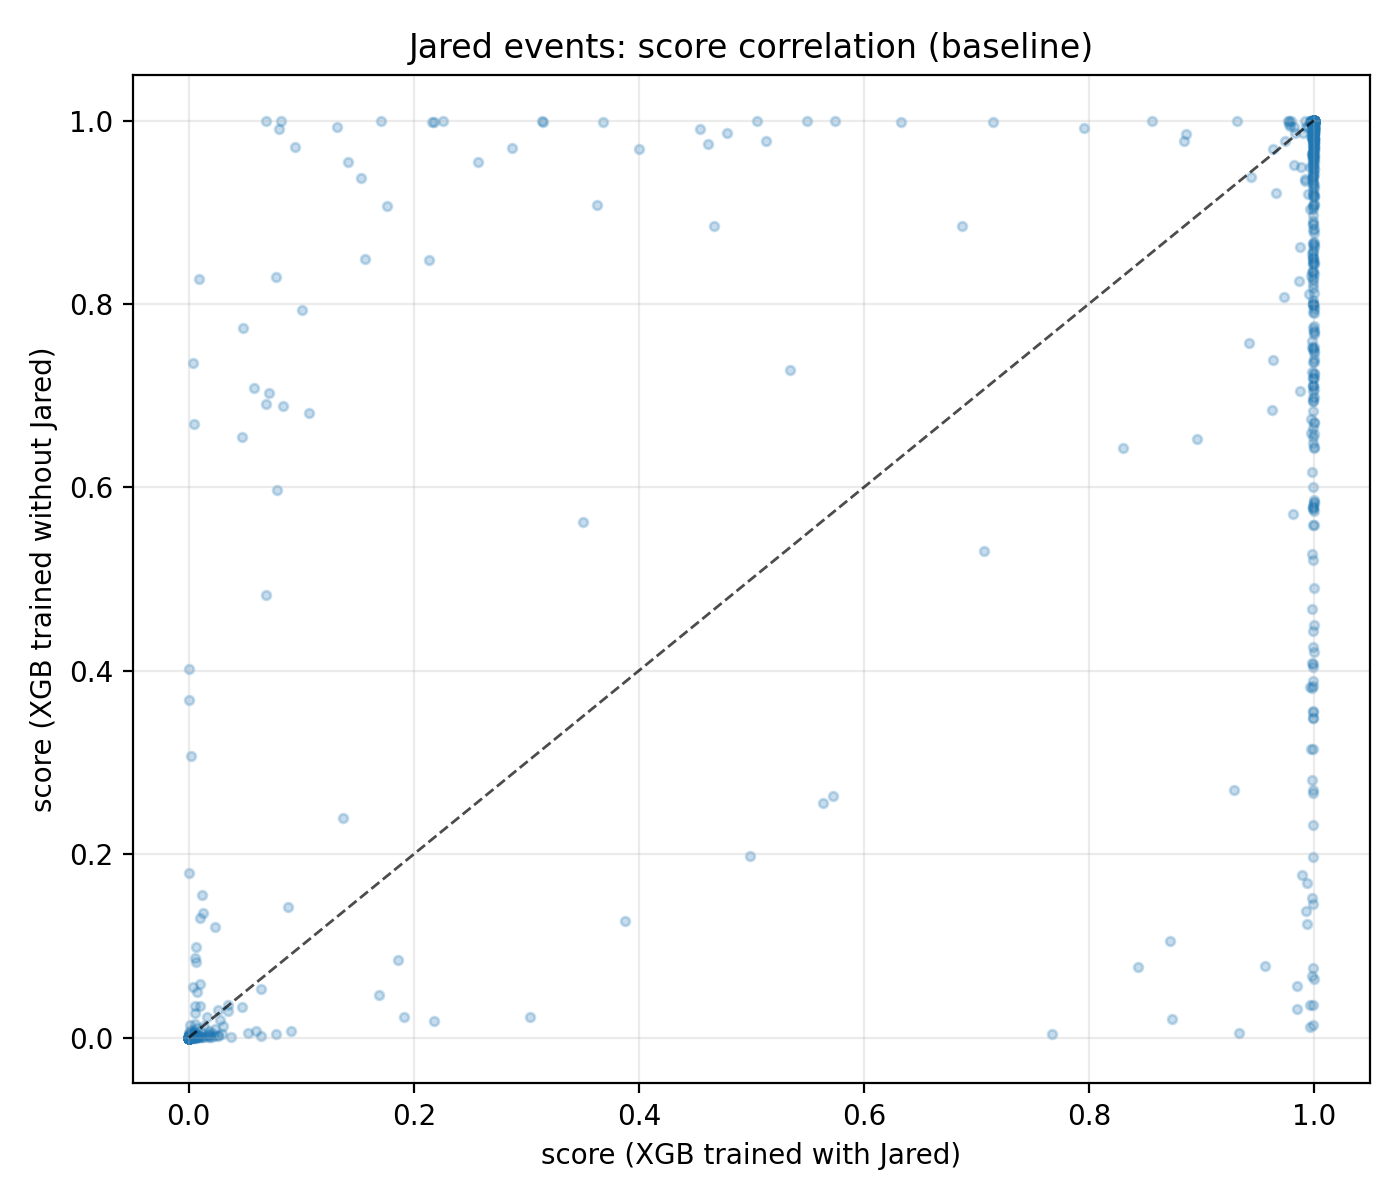 Jared events: score correlation (baseline)
score (XGB trained without Jared)
1.0
0.8
0.6
0.4
0.2
0.0
0.0 0.2 0.4 0.6 0.8 1.0
score (XGB trained with Jared)